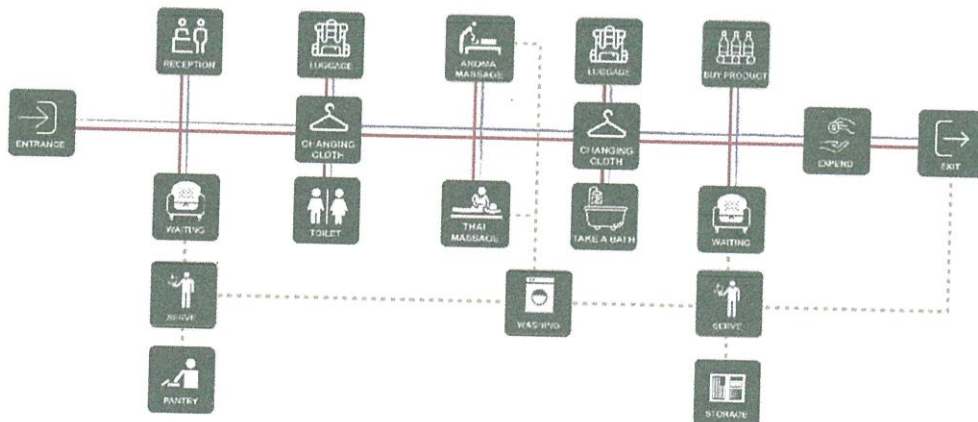 RECEPTION
LUGGAGE
AROMA
MASSAGE
LUGGAGE
BUY PRODUCT
ENTRANCE
CHANGING
CLOTH
CHANGING
CLOTH
EXPEND
EXIT
WAITING
TOILET
THAI
MASSAGE
TAKE A BATH
WAITING
SERVE
WASHING
SERVE
PANTRY
STORAGE